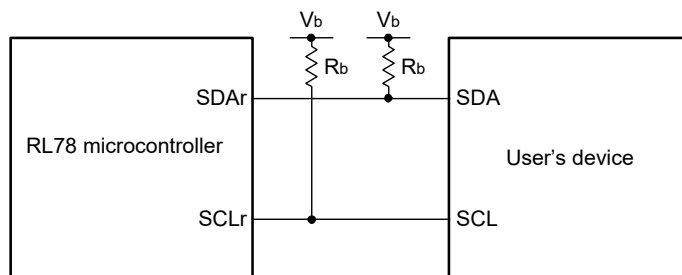 Vb Vb
Rb Rb
SDAr SDA
RL78 microcontroller
User's device
SCLr SCL